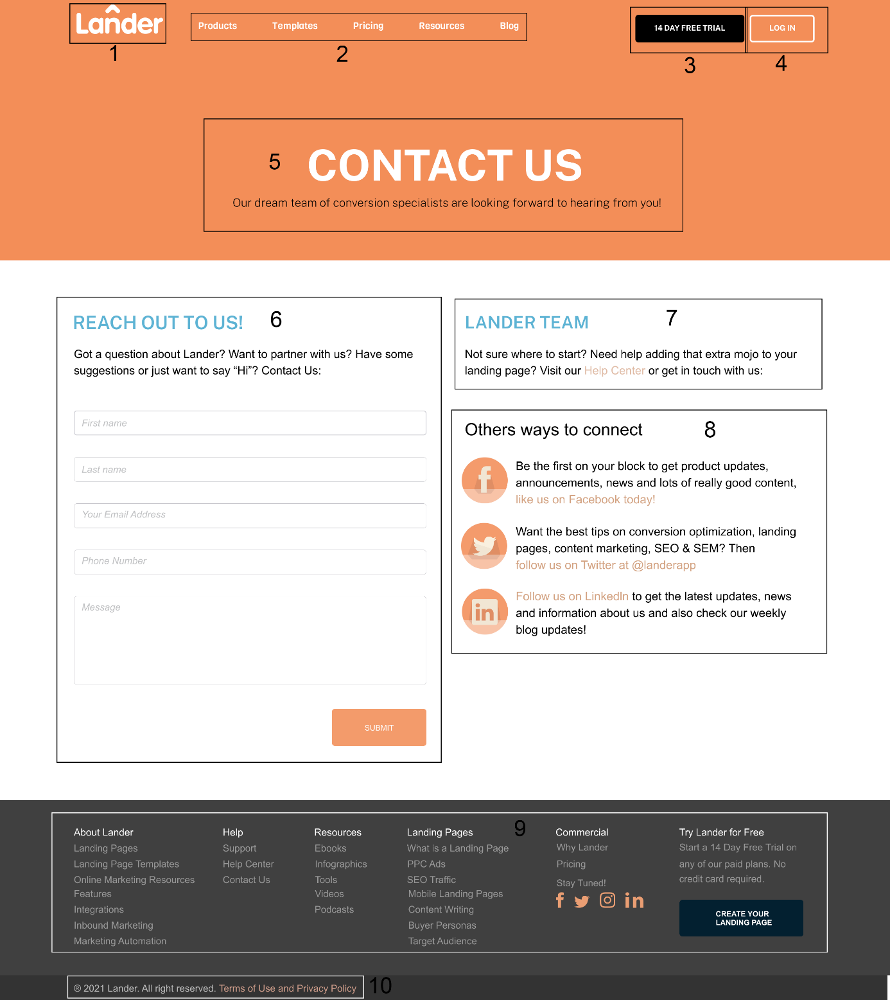 Lander
1
Products Templates Pricing Resources Blog
2
14 DAY FREE TRIAL
3
LOG IN
4
5
CONTACT US
Our dream team of conversion specialists are looking forward to hearing from you!
REACH OUT TO US!
6
Got a question about Lander? Want to partner with us? Have some
suggestions or just want to say “Hi”? Contact Us:
First name
Last name
Your Email Address
Phone Number
Message
SUBMIT
LANDER TEAM
7
Not sure where to start? Need help adding that extra mojo to your
landing page? Visit our Help Center or get in touch with us:
Others ways to connect
8
Be the first on your block to get product updates,
announcements, news and lots of really good content,
like us on Facebook today!
Want the best tips on conversion optimization, landing
pages, content marketing, SEO & SEM? Then
follow us on Twitter at @landerapp
Follow us on LinkedIn to get the latest updates, news
and information about us and also check our weekly
blog updates!
9
About Lander
Landing Pages
Landing Page Templates
Online Marketing Resources
Features
Integrations
Inbound Marketing
Marketing Automation
Help
Support
Help Center
Contact Us
Resources
Ebooks
Infographics
Tools
Videos
Podcasts
Landing Pages
What is a Landing Page
PPC Ads
SEO Traffic
Mobile Landing Pages
Content Writing
Buyer Personas
Target Audience
Commercial
Why Lander
Pricing
Stay Tuned!
Try Lander for Free
Start a 14 Day Free Trial on
any of our paid plans. No
credit card required.
CREATE YOUR
LANDING PAGE
® 2021 Lander. All right reserved. Terms of Use and Privacy Policy
10